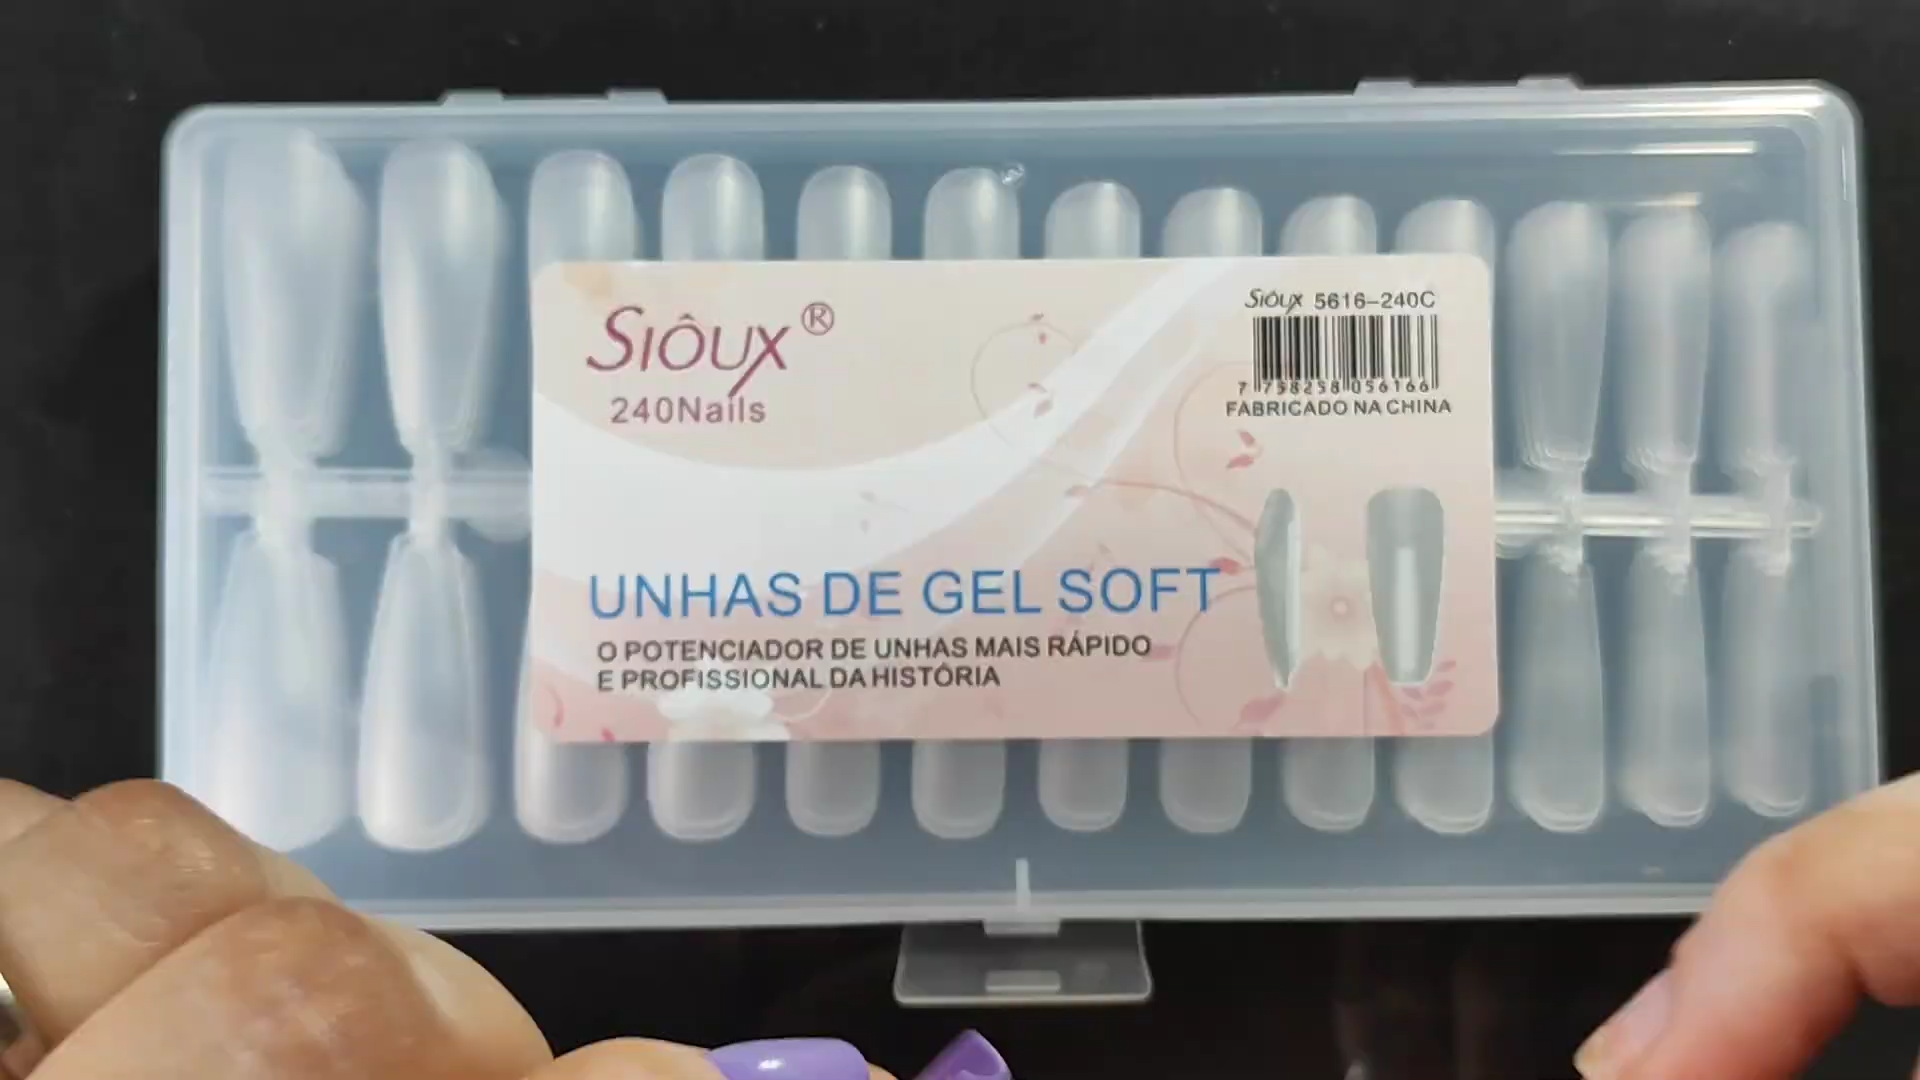 Siôux®
240Nails
Siôux 5616-240C
7 758258 056166
FABRICADO NA CHINA
UNHAS DE GEL SOFT
O POTENCIADOR DE UNHAS MAIS RÁPIDO
E PROFISSIONAL DA HISTÓRIA